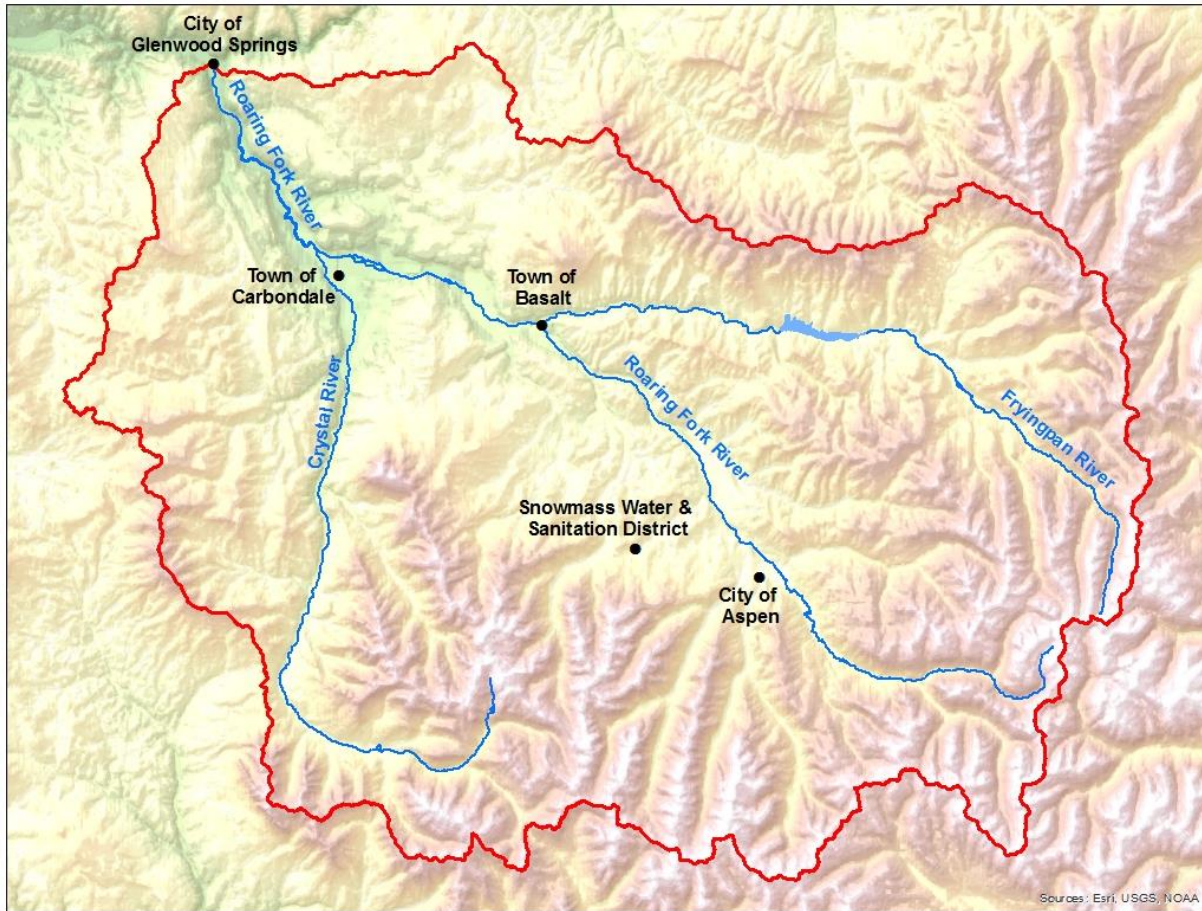 City of
Glenwood Springs
Roaring Fork River
Town of
Carbondale
Town of
Basalt
Crystal River
Roaring Fork River
Fryingpan River
Snowmass Water &
Sanitation District
City of
Aspen
Sources: Esri, USGS, NOAA